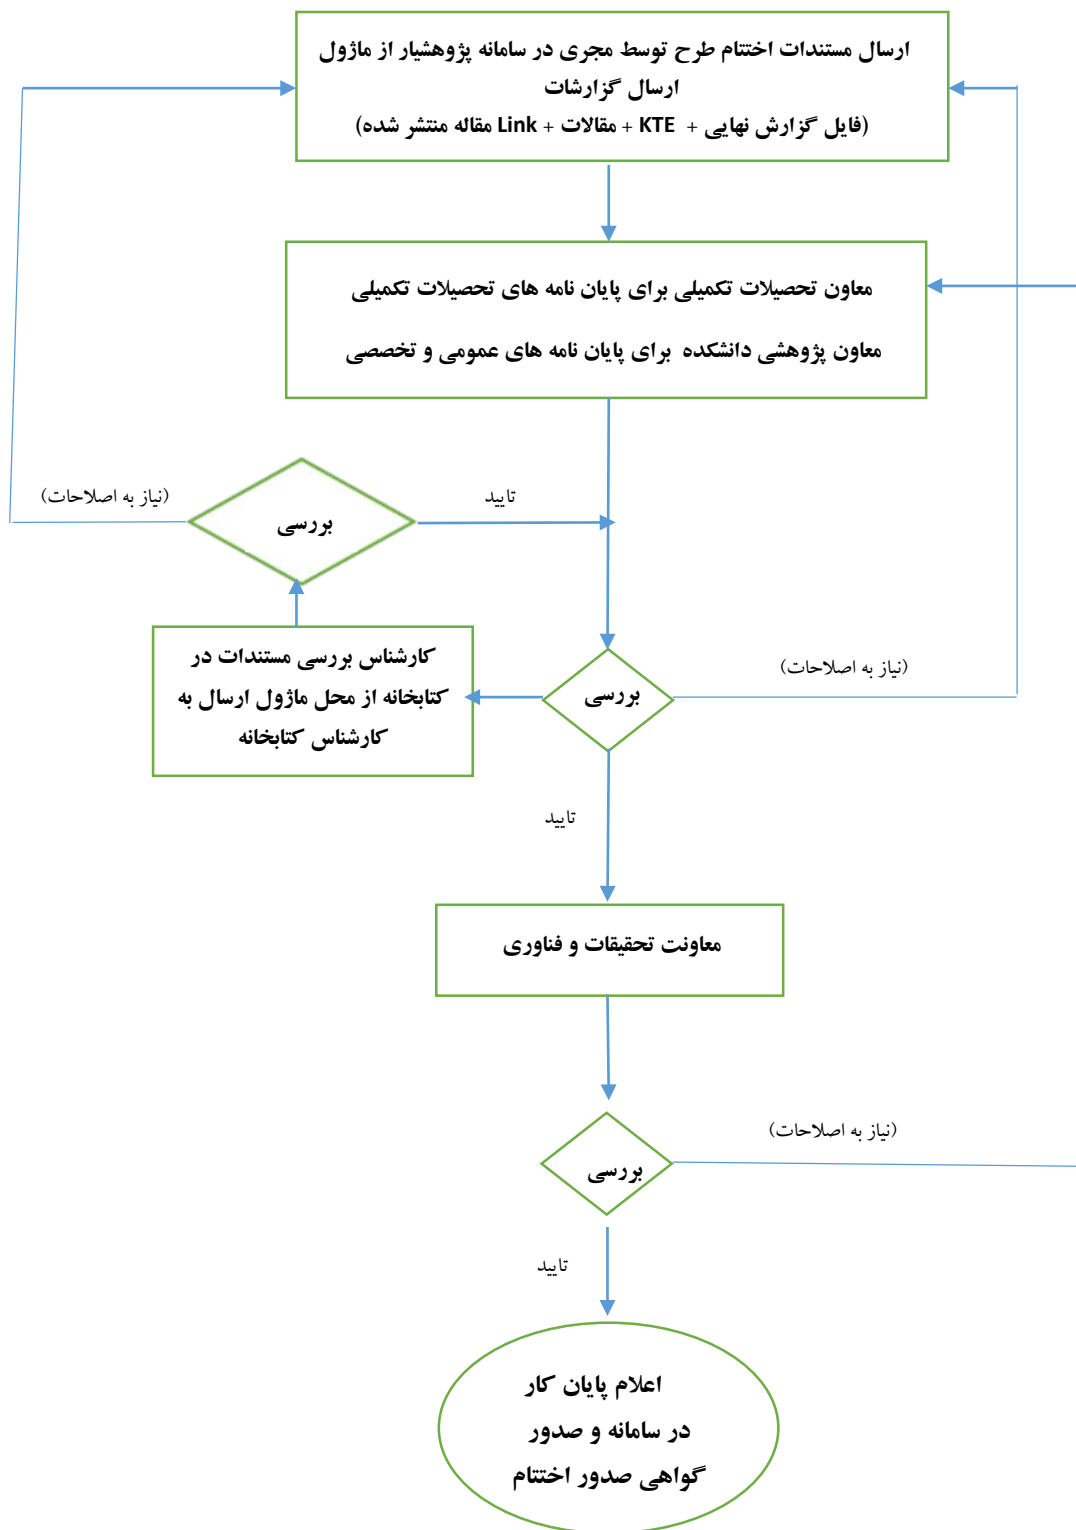 ارسال مستندات اختتام طرح توسط مجری در سامانه پژوهشیار از ماژول
ارسال گزارشات
(فایل گزارش نهایی + KTE + مقالات + Link مقاله منتشر شده)
معاون تحصیلات تکمیلی برای پایان نامه های تحصیلات تکمیلی
معاون پژوهشی دانشکده برای پایان نامه های عمومی و تخصصی
(نیاز به اصلاحات)
بررسی
تایید
کارشناس بررسی مستندات در
کتابخانه از محل ماژول ارسال به
کارشناس کتابخانه
بررسی
(نیاز به اصلاحات)
تایید
معاونت تحقیقات و فناوری
(نیاز به اصلاحات)
بررسی
تایید
اعلام پایان کار
در سامانه و صدور
گواهی صدور اختتام